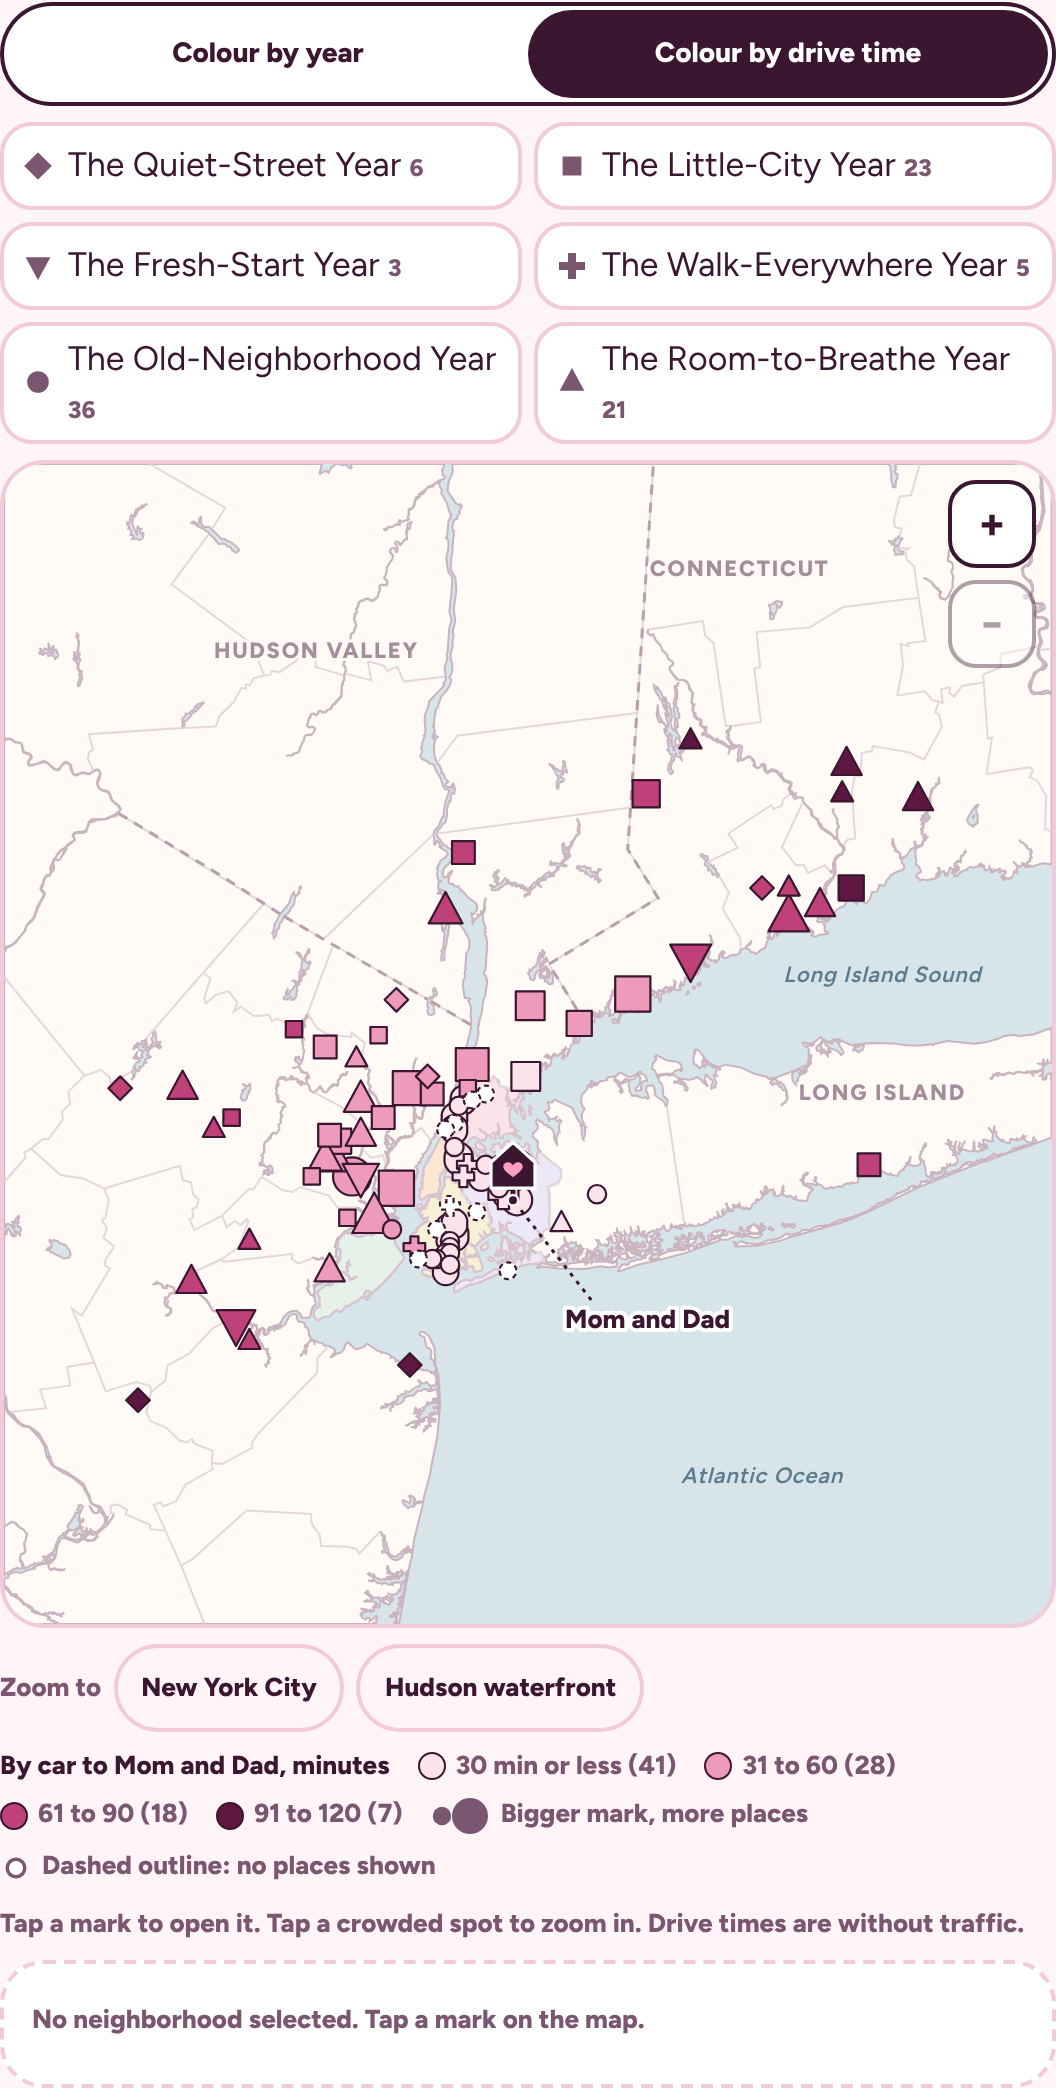 Colour by year
Colour by drive time
The Quiet-Street Year 6
The Little-City Year 23
The Fresh-Start Year 3
The Walk-Everywhere Year 5
The Old-Neighborhood Year
36
The Room-to-Breathe Year
21
+
−
CONNECTICUT
HUDSON VALLEY
Long Island Sound
LONG ISLAND
Mom and Dad
Atlantic Ocean
Zoom to
New York City
Hudson waterfront
By car to Mom and Dad, minutes
30 min or less (41)
31 to 60 (28)
61 to 90 (18)
91 to 120 (7)
Bigger mark, more places
Dashed outline: no places shown
Tap a mark to open it. Tap a crowded spot to zoom in. Drive times are without traffic.
No neighborhood selected. Tap a mark on the map.